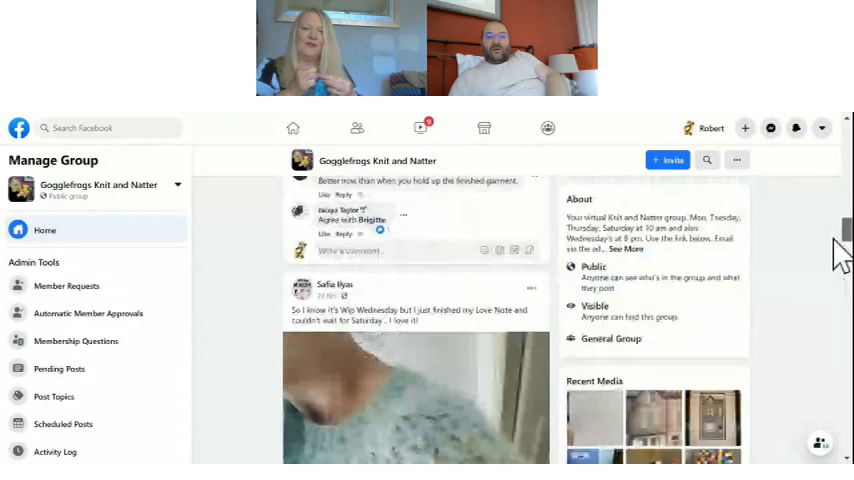 Search Facebook
9
Robert
Manage Group
Gogglefrogs Knit and Natter
Public group
Home
Admin Tools
Member Requests
Automatic Member Approvals
Membership Questions
Pending Posts
Post Topics
Scheduled Posts
Activity Log
Gogglefrogs Knit and Natter
+ Invite
Better now than when you hold up the finished garment.
Like Reply
Jacqui Taylor
Agree with Brigitte
Like Reply
Write a comment...
Safia Ilyas
So I know it's Wip Wednesday but I just finished my Love Note and
couldn't wait for Saturday.. I love it!
About
Your virtual Knit and Natter group, Mon, Tuesday,
Thursday, Saturday at 10 am and also
Wednesday's at 8 pm. Use the link below. Email
via the ad... See More
Public
Anyone can see who's in the group and what
they post
Visible
Anyone can find this group.
General Group
Recent Media